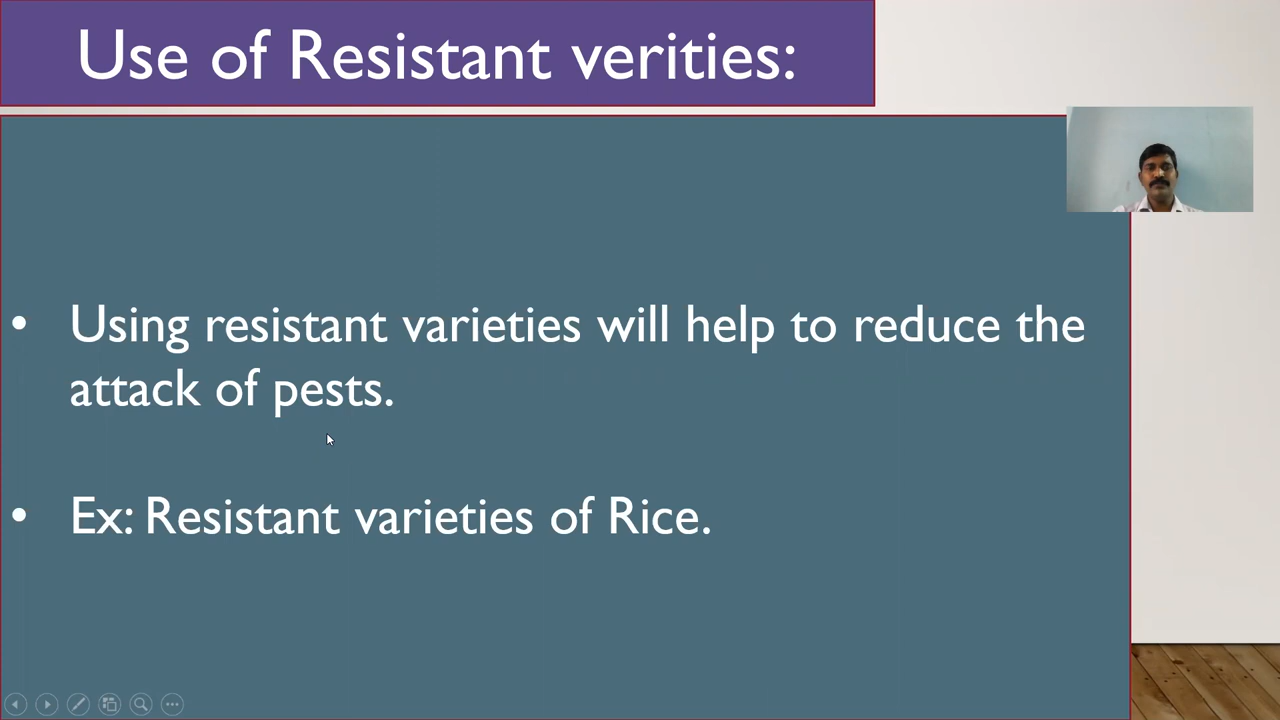 Use of Resistant verities:
• Using resistant varieties will help to reduce the
attack of pests.
• Ex: Resistant varieties of Rice.